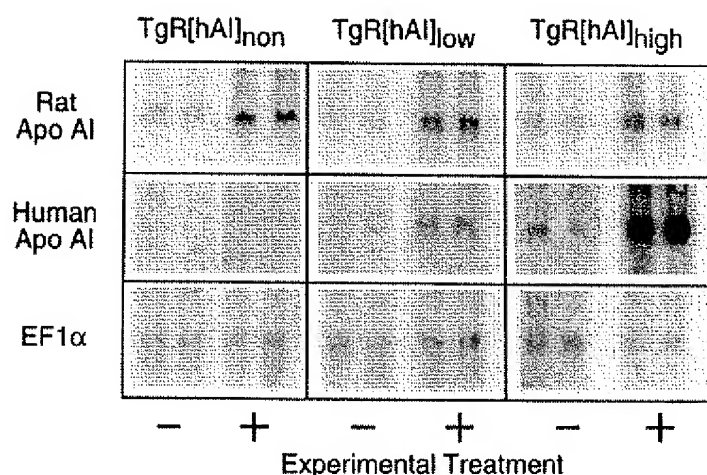 TgR[hAI]non TgR[hAI]low TgR[hAI]high
Rat
Apo AI
Human
Apo AI
EF1α
− + − + − +
Experimental Treatment